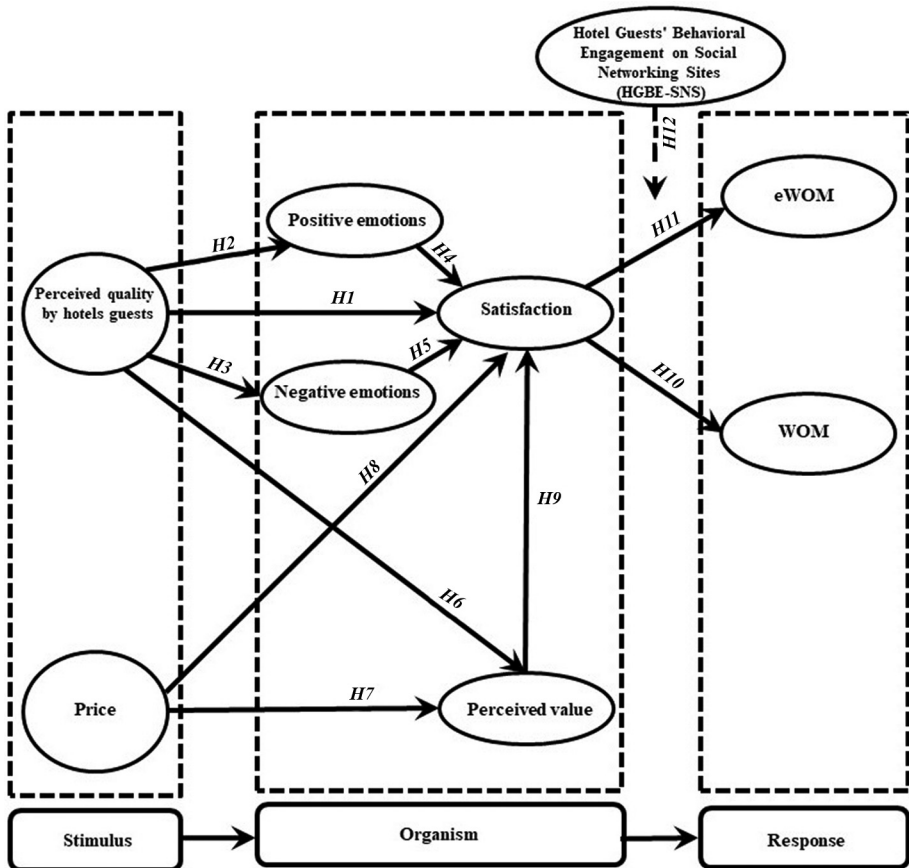 Hotel Guests' Behavioral
Engagement on Social
Networking Sites
(HGBE-SNS)
H12
eWOM
Positive emotions
H2
H4
H11
Perceived quality
by hotels guests
H1
Satisfaction
H3
H5
Negative emotions
H10
WOM
H8
H9
H6
Price
H7
Perceived value
Stimulus
Organism
Response